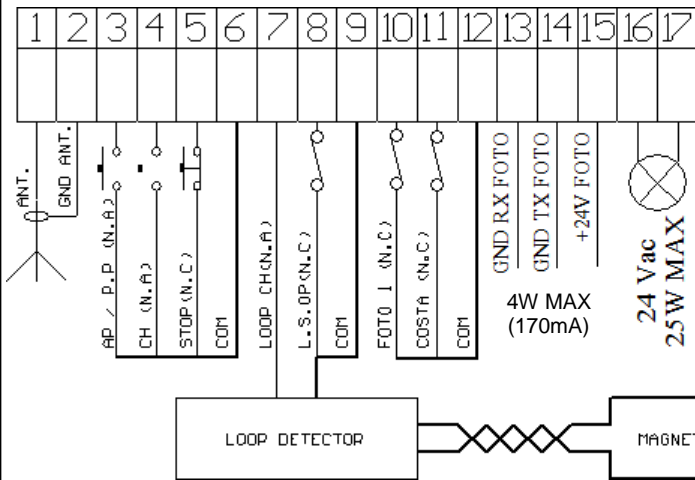 1 2 3 4 5 6 7 8 9 10 11 12 13 14 15 16 17
ANT.
GND ANT.
AP / P.P (N.A)
CH (N.A)
STOP(N.C)
COM
LOOP CH(N.A)
L.S.OP(N.C)
COM
FOTO 1 (N.C)
COSTA (N.C)
COM
GND RX FOTO
GND TX FOTO
+24V FOTO
4W MAX
(170mA)
24 Vac
25W MAX
LOOP DETECTOR
MAGNET